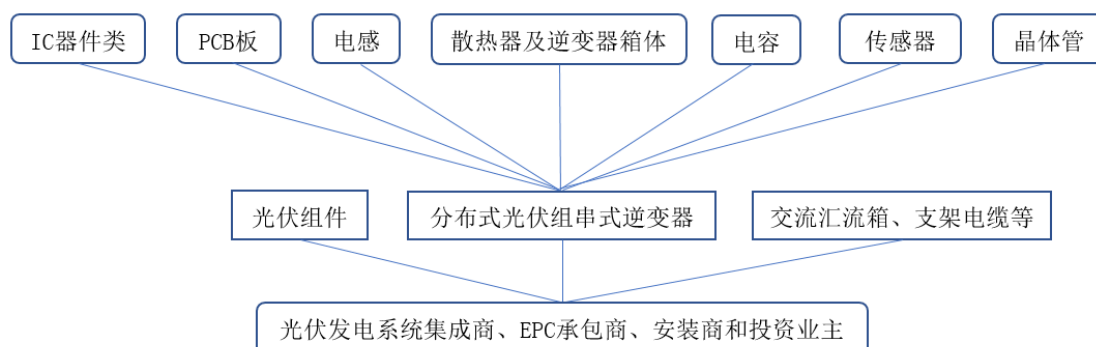 IC器件类
PCB板
电感
散热器及逆变器箱体
电容
传感器
晶体管
光伏组件
分布式光伏组串式逆变器
交流汇流箱、支架电缆等
光伏发电系统集成商、EPC承包商、安装商和投资业主